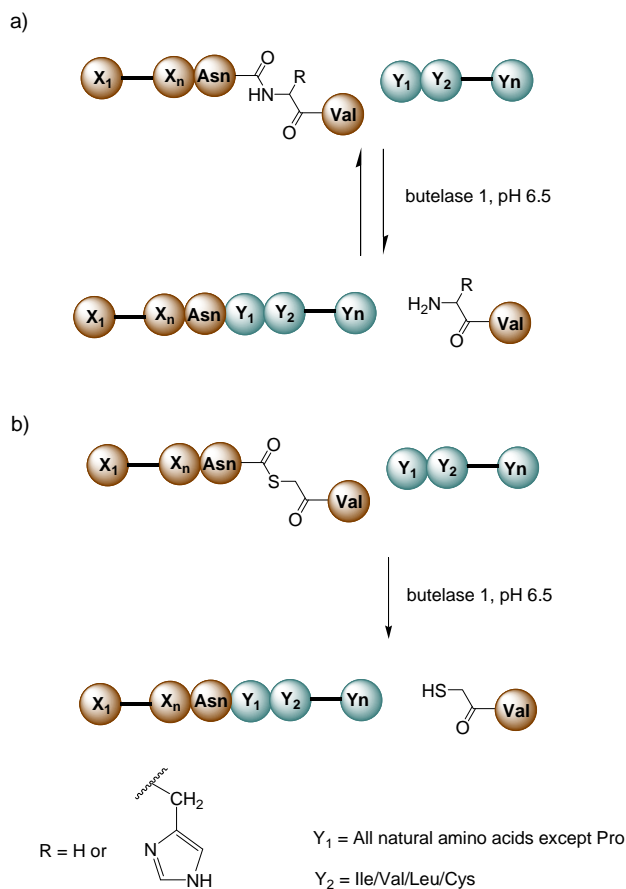 a)
X₁ Xₙ Asn O HN R O Val Y₁ Y₂ Yn
butelase 1, pH 6.5
X₁ Xₙ Asn Y₁ Y₂ Yn H₂N R O Val
b)
X₁ Xₙ Asn O S O Val Y₁ Y₂ Yn
butelase 1, pH 6.5
X₁ Xₙ Asn Y₁ Y₂ Yn HS O Val
R = H or CH₂ N NH
Y₁ = All natural amino acids except Pro
Y₂ = Ile/Val/Leu/Cys